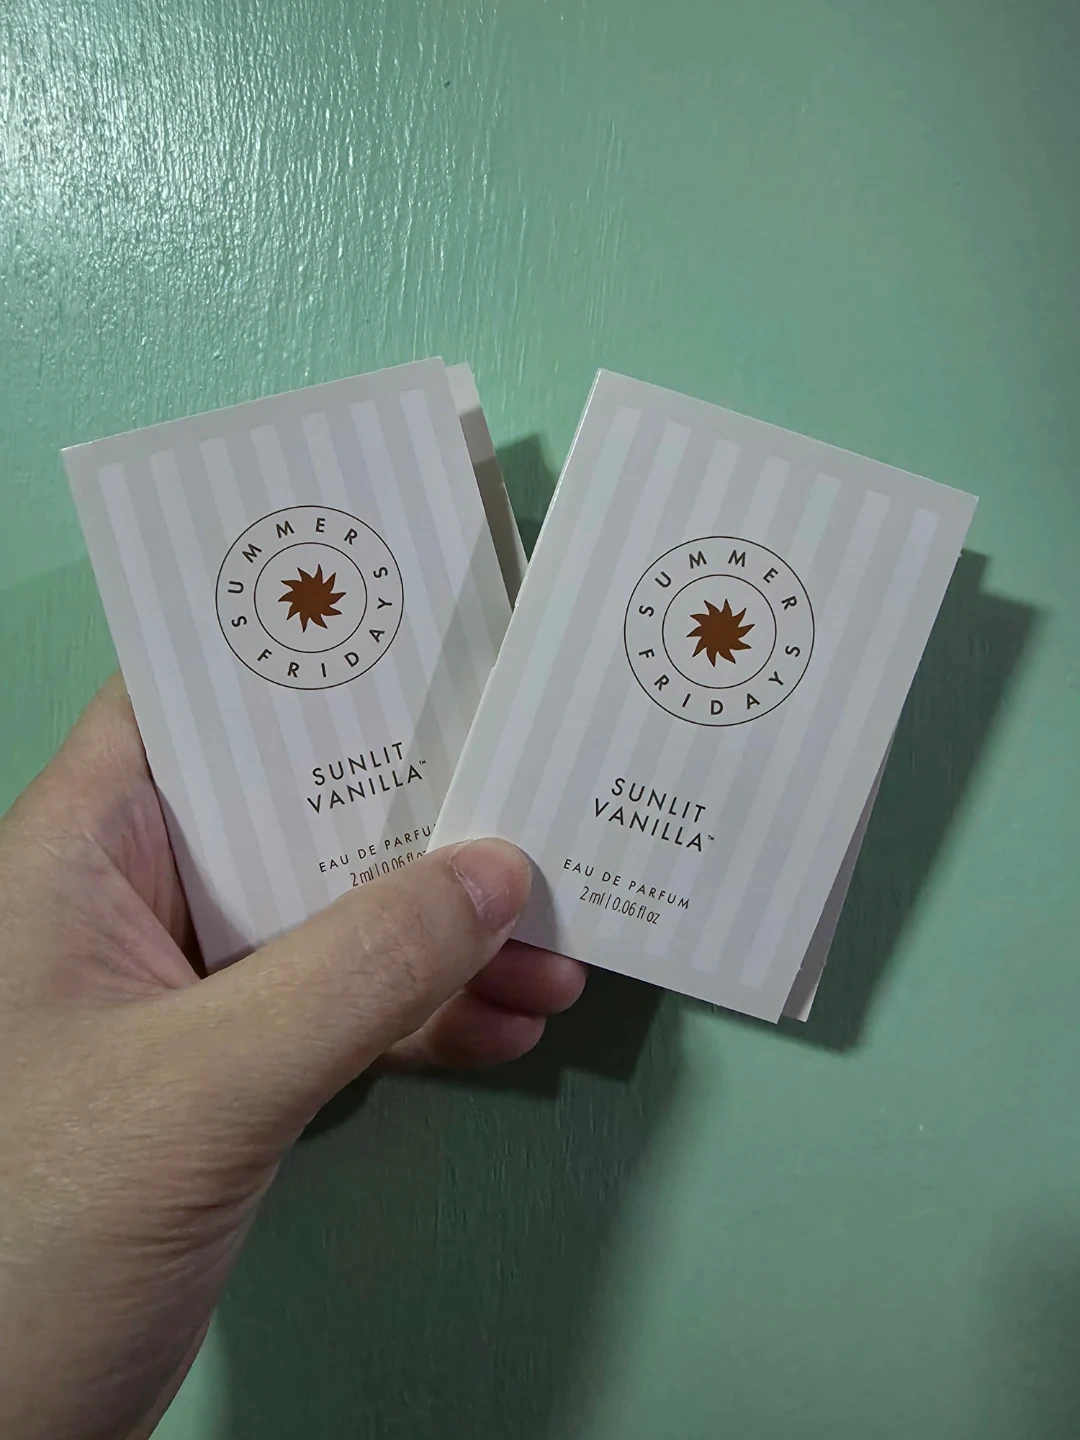 SUMMER FRIDAYS
SUNLIT
VANILLA™
EAU DE PARFU
2 ml | 0.06 fl oz
SUMMER FRIDAYS
SUNLIT
VANILLA™
EAU DE PARFUM
2 ml | 0.06 fl oz